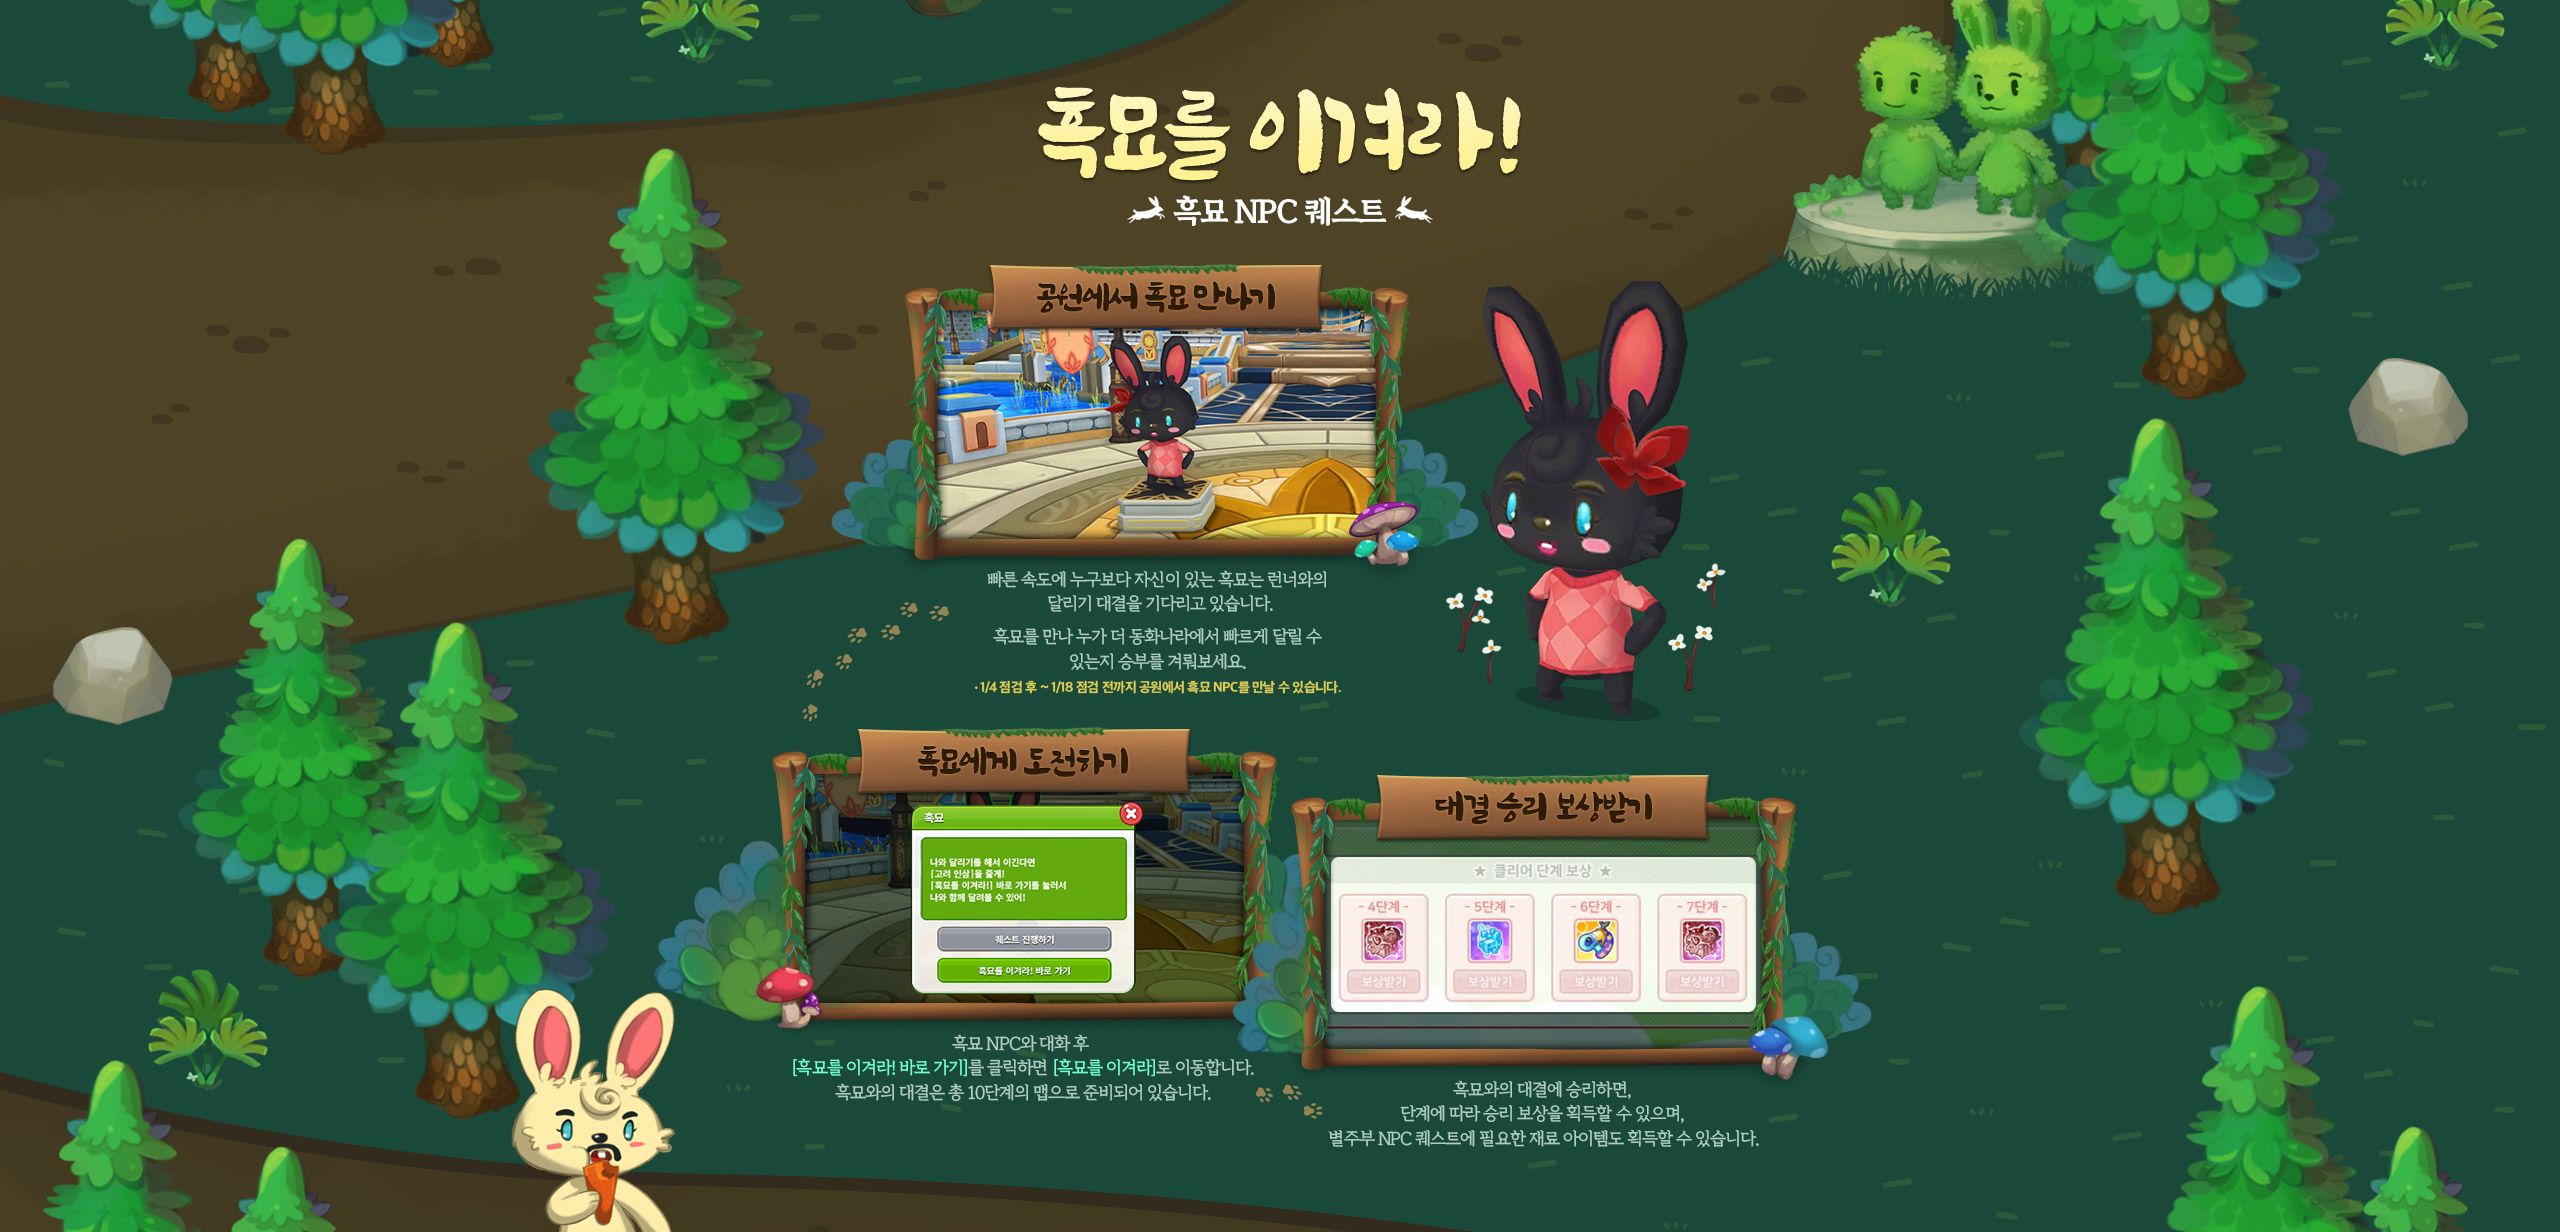 흑묘를 이겨라!
흑묘 NPC 퀘스트
공원에서 흑묘 만나기
빠른 속도에 누구보다 자신이 있는 흑묘는 런너와의
달리기 대결을 기다리고 있습니다.
흑묘를 만나 누가 더 동화나라에서 빠르게 달릴 수
있는지 승부를 겨뤄보세요.
· 1/4 점검 후 ~ 1/18 점검 전까지 공원에서 흑묘 NPC를 만날 수 있습니다.
흑묘에게 도전하기
흑묘
나와 달리기를 해서 이긴다면
[고려 인삼]을 줄게!
[흑묘를 이겨라!] 바로 가기를 눌러서
나와 함께 달려볼 수 있어!
퀘스트 진행하기
흑묘를 이겨라! 바로 가기
흑묘 NPC와 대화 후
[흑묘를 이겨라! 바로 가기]를 클릭하면 [흑묘를 이겨라]로 이동합니다.
흑묘와의 대결은 총 10단계의 맵으로 준비되어 있습니다.
대결 승리 보상받기
★ 클리어 단계 보상 ★
- 4단계 - - 5단계 - - 6단계 - - 7단계 -
보상받기 보상받기 보상받기 보상받기
흑묘와의 대결에 승리하면,
단계에 따라 승리 보상을 획득할 수 있으며,
별주부 NPC 퀘스트에 필요한 재료 아이템도 획득할 수 있습니다.